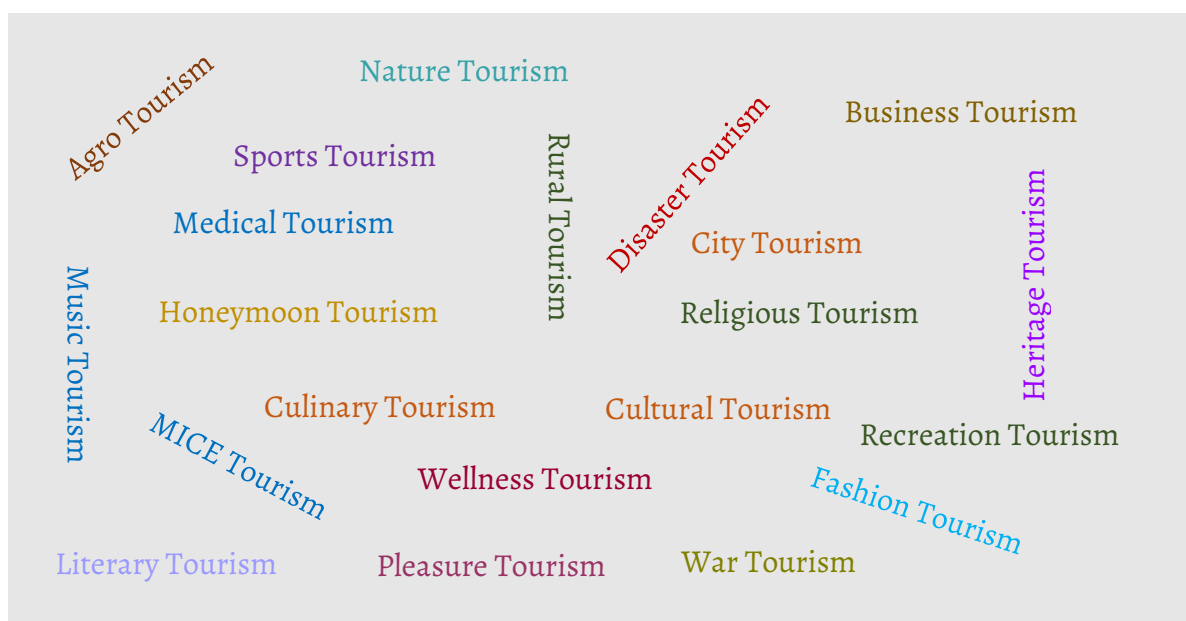 Agro Tourism
Nature Tourism
Business Tourism
Sports Tourism
Rural Tourism
Disaster Tourism
Medical Tourism
City Tourism
Heritage Tourism
Music Tourism
Honeymoon Tourism
Religious Tourism
Culinary Tourism
Cultural Tourism
Recreation Tourism
MICE Tourism
Wellness Tourism
Fashion Tourism
Literary Tourism
Pleasure Tourism
War Tourism